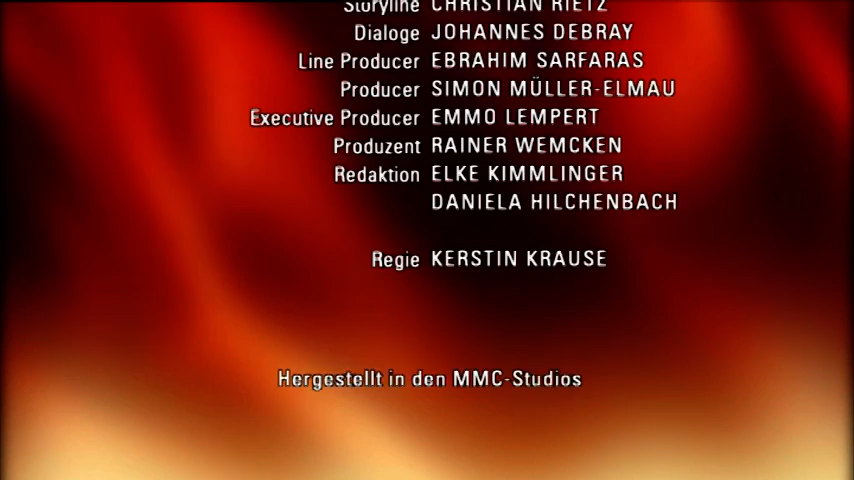 Storyline CHRISTIAN RIETZ
Dialoge JOHANNES DEBRAY
Line Producer EBRAHIM SARFARAS
Producer SIMON MÜLLER-ELMAU
Executive Producer EMMO LEMPERT
Produzent RAINER WEMCKEN
Redaktion ELKE KIMMLINGER
DANIELA HILCHENBACH
Regie KERSTIN KRAUSE
Hergestellt in den MMC-Studios